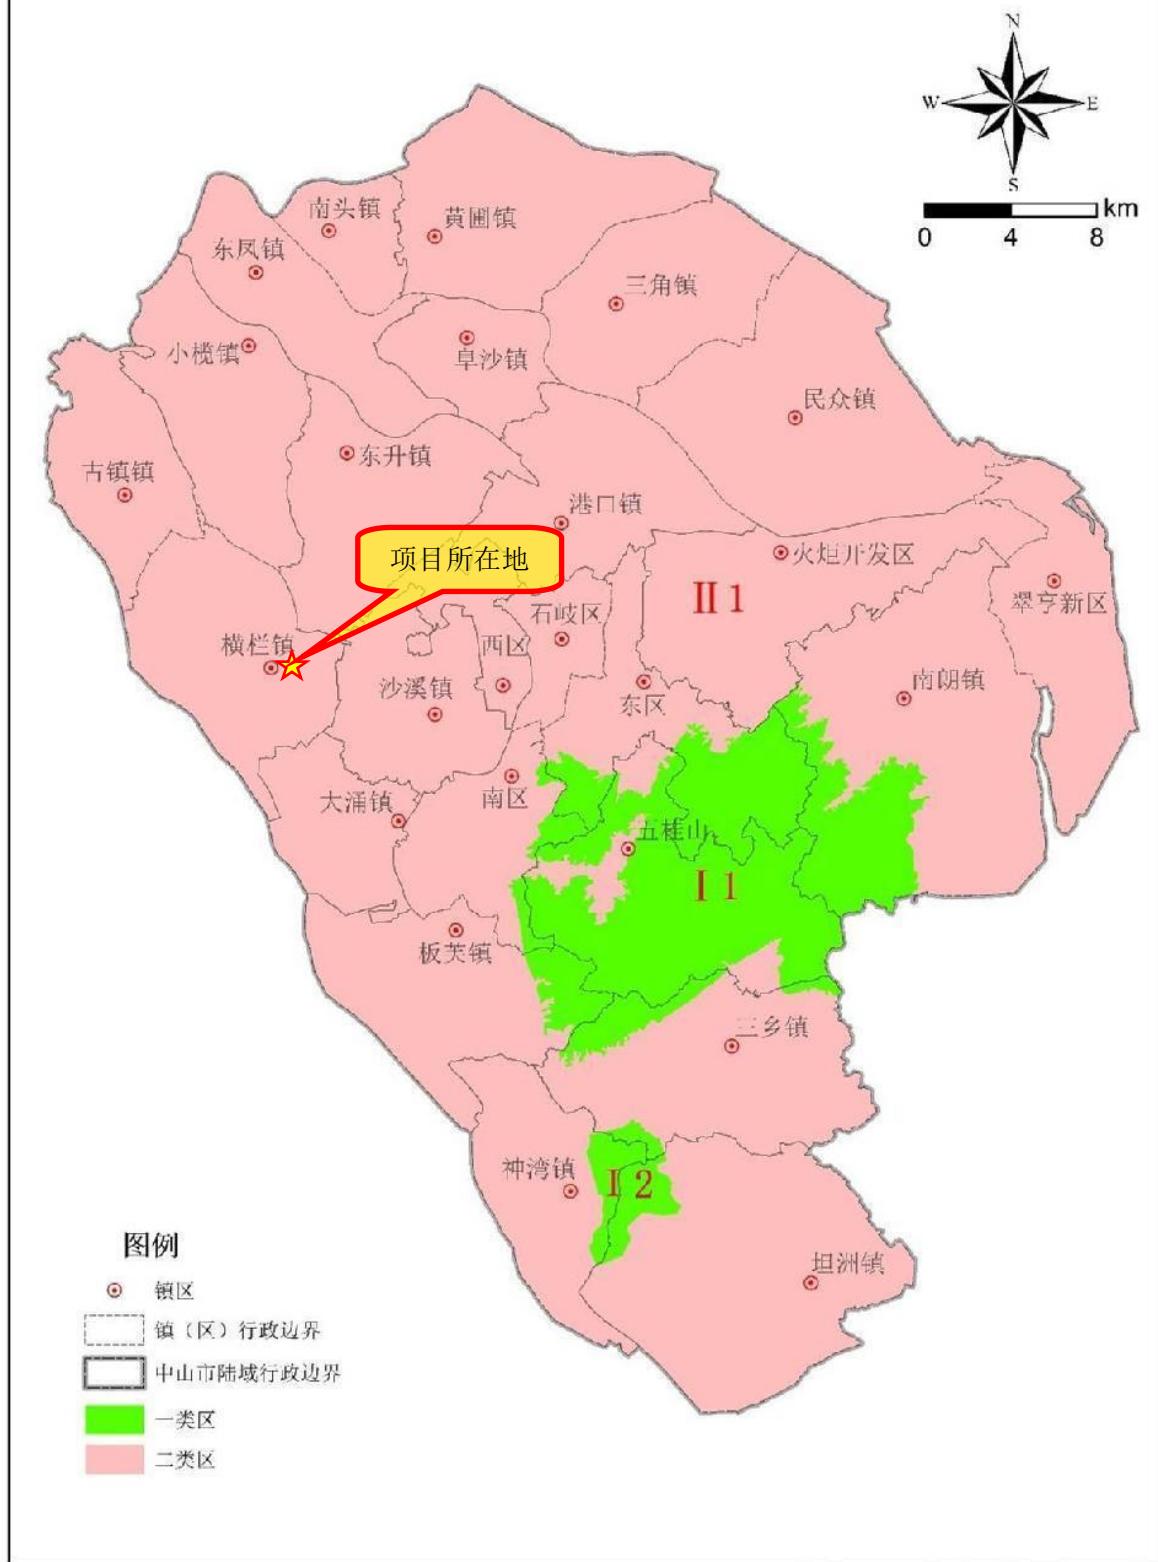 N
W
E
S
km
0
4
8
南头镇
黄圃镇
东凤镇
三角镇
小榄镇
阜沙镇
民众镇
古镇镇
东升镇
港口镇
项目所在地
火炬开发区
II 1
翠亨新区
石岐区
横栏镇
西区
沙溪镇
东区
南朗镇
南区
大涌镇
五桂山
I 1
板芙镇
三乡镇
神湾镇
I 2
坦洲镇
图例
镇区
镇（区）行政边界
中山市陆域行政边界
一类区
二类区